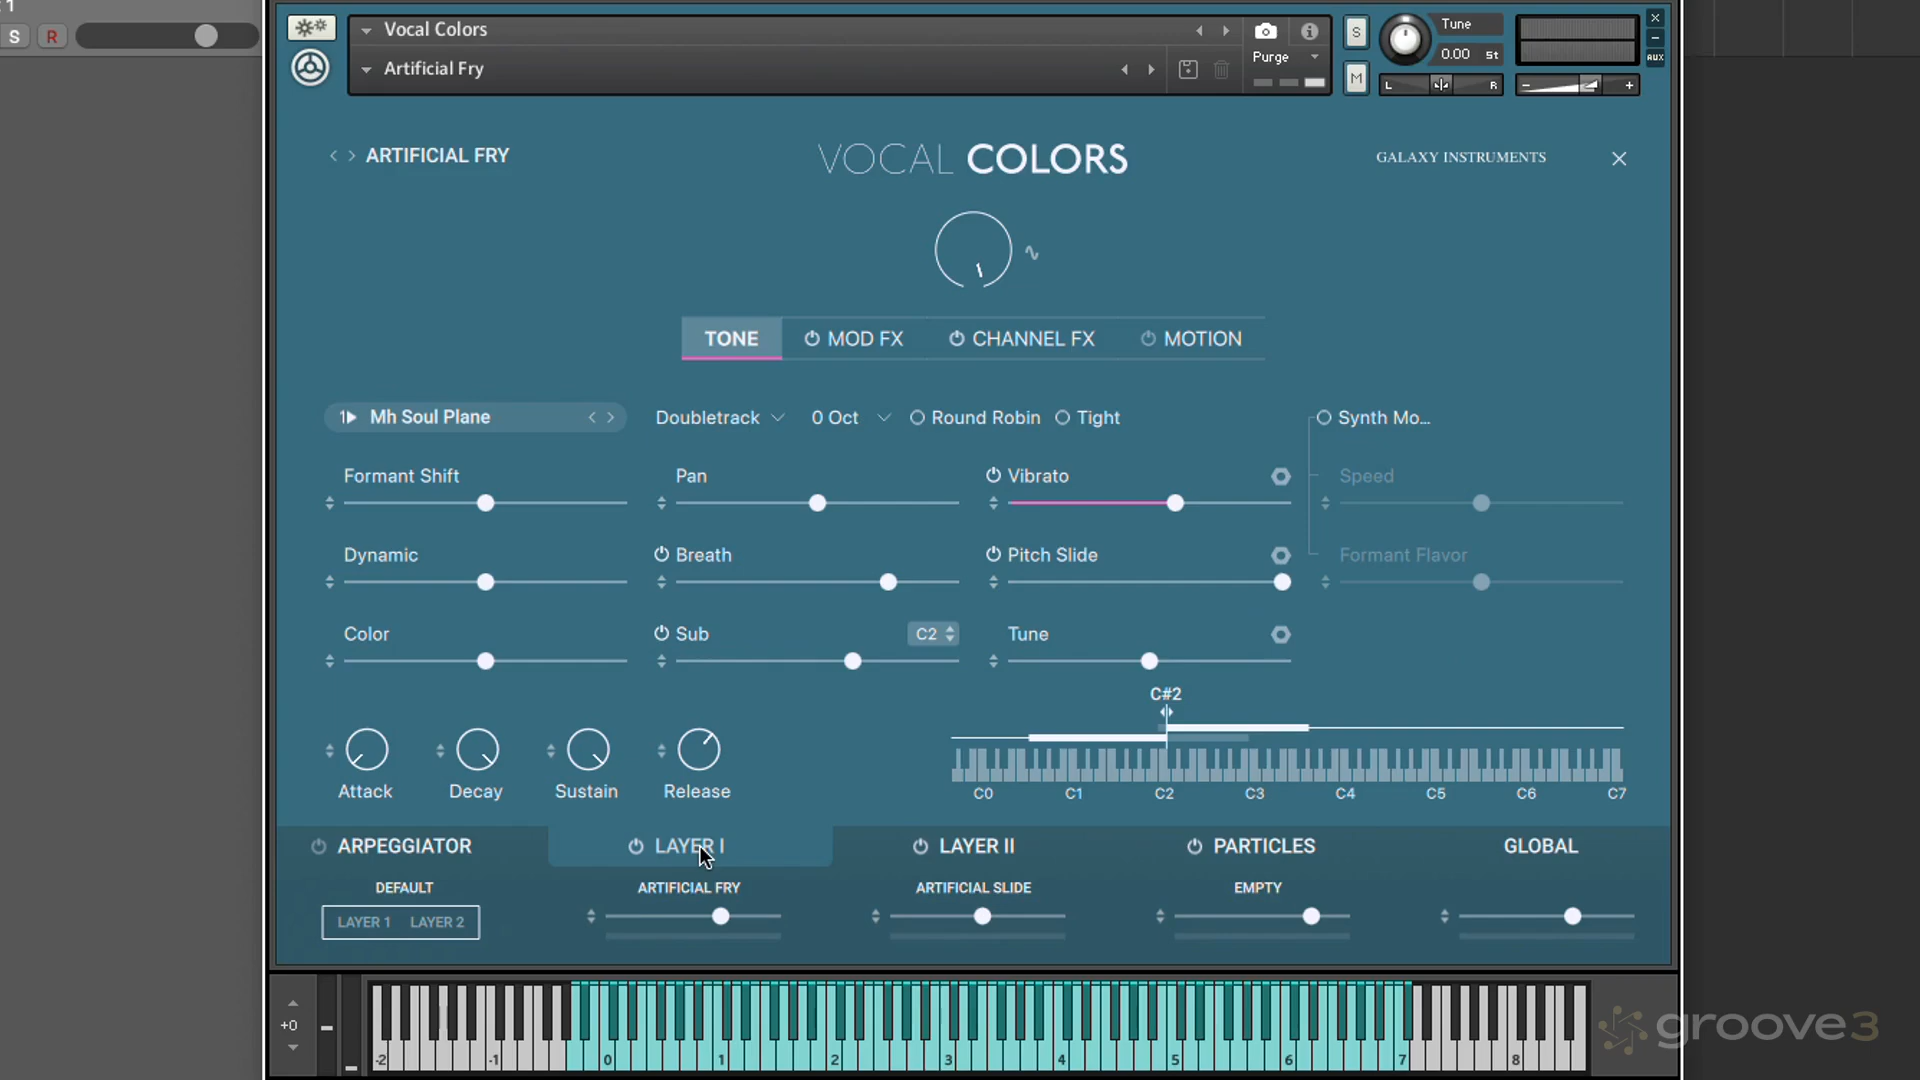 1
S R
Vocal Colors
Artificial Fry
Purge
S
M
Tune
0.00 st
L R
- +
AUX
ARTIFICIAL FRY
VOCAL COLORS
GALAXY INSTRUMENTS
TONE MOD FX CHANNEL FX MOTION
Mh Soul Plane
Doubletrack 0 Oct Round Robin Tight Synth Mo...
Formant Shift Pan Vibrato Speed
Dynamic Breath Pitch Slide Formant Flavor
Color Sub C2 Tune
C#2
Attack Decay Sustain Release
C0 C1 C2 C3 C4 C5 C6 C7
ARPEGGIATOR LAYER I LAYER II PARTICLES GLOBAL
DEFAULT ARTIFICIAL FRY ARTIFICIAL SLIDE EMPTY
LAYER 1 LAYER 2
+0
-2 -1 0 1 2 3 4 5 6 7 8
groove3